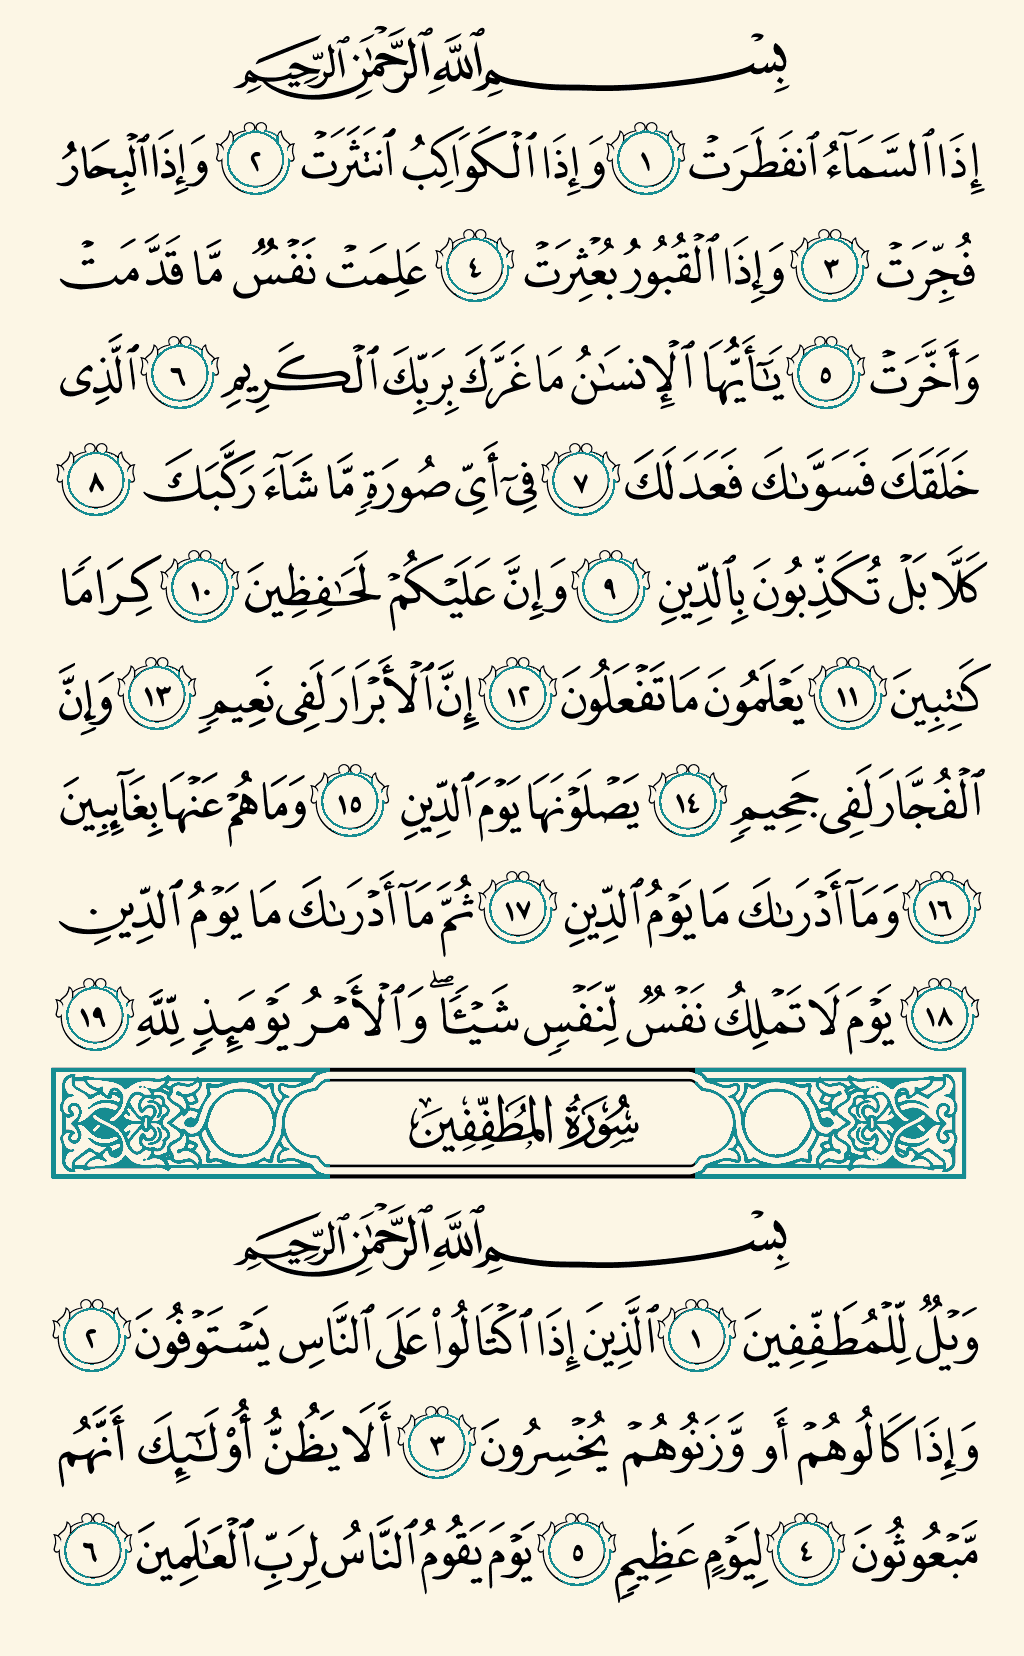 بِسْمِ ٱللَّهِ ٱلرَّحْمَٰنِ ٱلرَّحِيمِ
إِذَا ٱلسَّمَآءُ ٱنفَطَرَتْ ١ وَإِذَا ٱلْكَوَاكِبُ ٱنتَثَرَتْ ٢ وَإِذَا ٱلْبِحَارُ
فُجِّرَتْ ٣ وَإِذَا ٱلْقُبُورُ بُعْثِرَتْ ٤ عَلِمَتْ نَفْسٌ مَّا قَدَّمَتْ
وَأَخَّرَتْ ٥ يَٰٓأَيُّهَا ٱلْإِنسَٰنُ مَا غَرَّكَ بِرَبِّكَ ٱلْكَرِيمِ ٦ ٱلَّذِى
خَلَقَكَ فَسَوَّىٰكَ فَعَدَلَكَ ٧ فِىٓ أَىِّ صُورَةٍ مَّا شَآءَ رَكَّبَكَ ٨
كَلَّا بَلْ تُكَذِّبُونَ بِٱلدِّينِ ٩ وَإِنَّ عَلَيْكُمْ لَحَٰفِظِينَ ١٠ كِرَامًا
كَٰتِبِينَ ١١ يَعْلَمُونَ مَا تَفْعَلُونَ ١٢ إِنَّ ٱلْأَبْرَارَ لَفِى نَعِيمٍ ١٣ وَإِنَّ
ٱلْفُجَّارَ لَفِى جَحِيمٍ ١٤ يَصْلَوْنَهَا يَوْمَ ٱلدِّينِ ١٥ وَمَا هُمْ عَنْهَا بِغَآئِبِينَ
١٦ وَمَآ أَدْرَىٰكَ مَا يَوْمُ ٱلدِّينِ ١٧ ثُمَّ مَآ أَدْرَىٰكَ مَا يَوْمُ ٱلدِّينِ
١٨ يَوْمَ لَا تَمْلِكُ نَفْسٌ لِّنَفْسٍ شَيْـًٔا ۖ وَٱلْأَمْرُ يَوْمَئِذٍ لِّلَّهِ ١٩
سُورَةُ المُطَفِّفِينَ
بِسْمِ ٱللَّهِ ٱلرَّحْمَٰنِ ٱلرَّحِيمِ
وَيْلٌ لِّلْمُطَفِّفِينَ ١ ٱلَّذِينَ إِذَا ٱكْتَالُوا۟ عَلَى ٱلنَّاسِ يَسْتَوْفُونَ ٢
وَإِذَا كَالُوهُمْ أَو وَّزَنُوهُمْ يُخْسِرُونَ ٣ أَلَا يَظُنُّ أُو۟لَٰٓئِكَ أَنَّهُم
مَّبْعُوثُونَ ٤ لِيَوْمٍ عَظِيمٍ ٥ يَوْمَ يَقُومُ ٱلنَّاسُ لِرَبِّ ٱلْعَٰلَمِينَ ٦